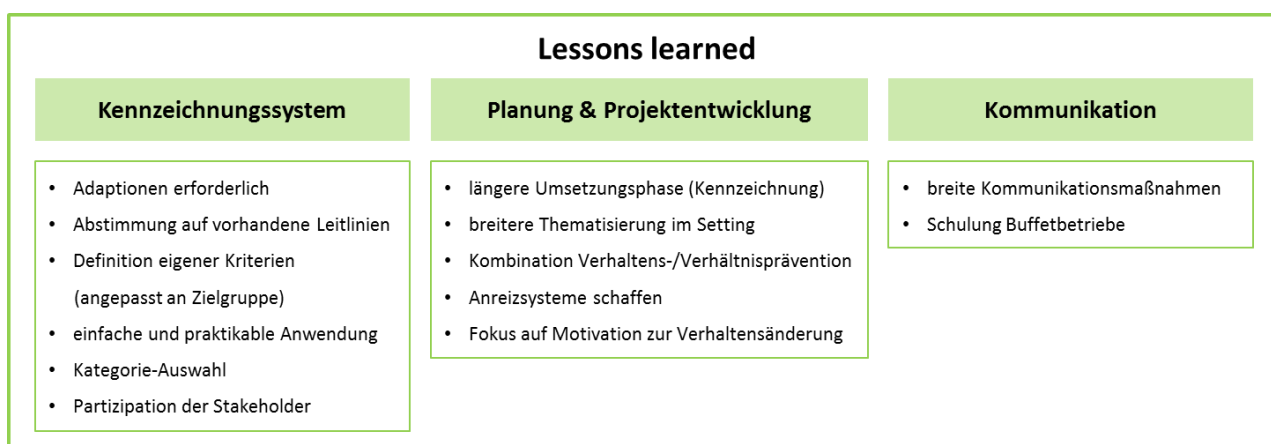 Lessons learned
Kennzeichnungssystem
• Adaptionen erforderlich
• Abstimmung auf vorhandene Leitlinien
• Definition eigener Kriterien
(angepasst an Zielgruppe)
• einfache und praktikable Anwendung
• Kategorie-Auswahl
• Partizipation der Stakeholder
Planung & Projektentwicklung
• längere Umsetzungsphase (Kennzeichnung)
• breitere Thematisierung im Setting
• Kombination Verhaltens-/Verhältnisprävention
• Anreizsysteme schaffen
• Fokus auf Motivation zur Verhaltensänderung
Kommunikation
• breite Kommunikationsmaßnahmen
• Schulung Buffetbetriebe